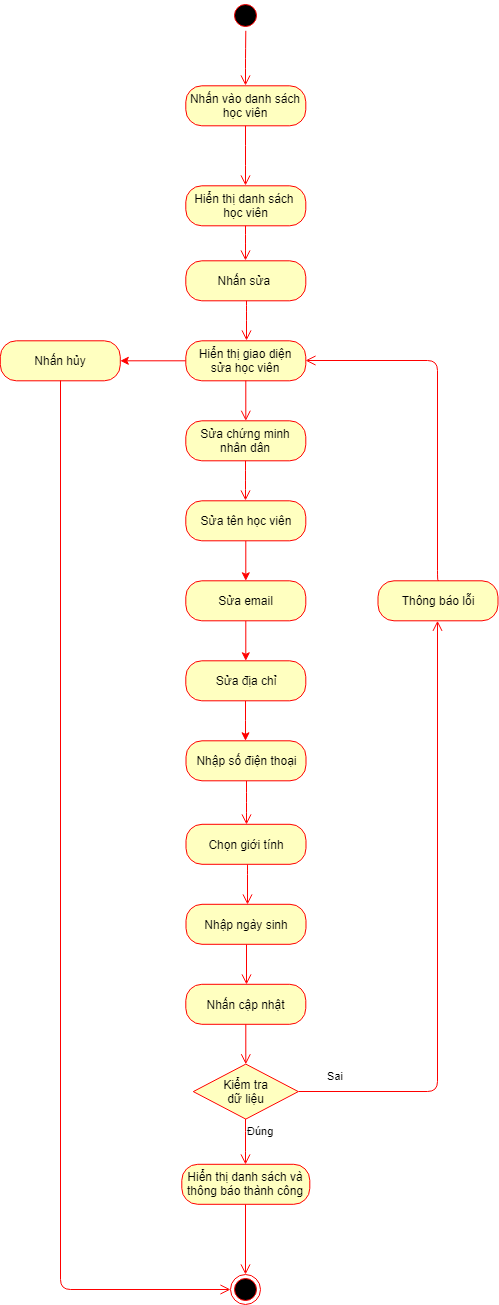 Nhấn vào danh sách
học viên
Hiển thị danh sách
học viên
Nhấn sửa
Hiển thị giao diện
sửa học viên
Nhấn hủy
Sửa chứng minh
nhân dân
Sửa tên học viên
Sửa email
Thông báo lỗi
Sửa địa chỉ
Nhập số điện thoại
Chọn giới tính
Nhập ngày sinh
Nhấn cập nhật
Kiểm tra
dữ liệu
Sai
Đúng
Hiển thị danh sách và
thông báo thành công